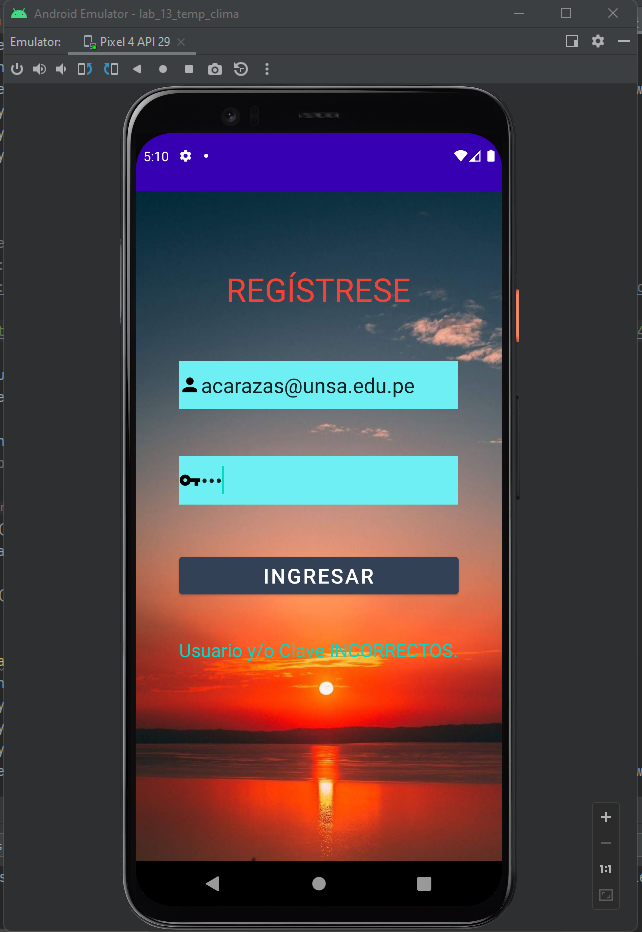 Android Emulator - lab_13_temp_clima
Emulator:
Pixel 4 API 29
5:10
REGÍSTRESE
acarazas@unsa.edu.pe
•••
INGRESAR
Usuario y/o Clave INCORRECTOS.
1:1